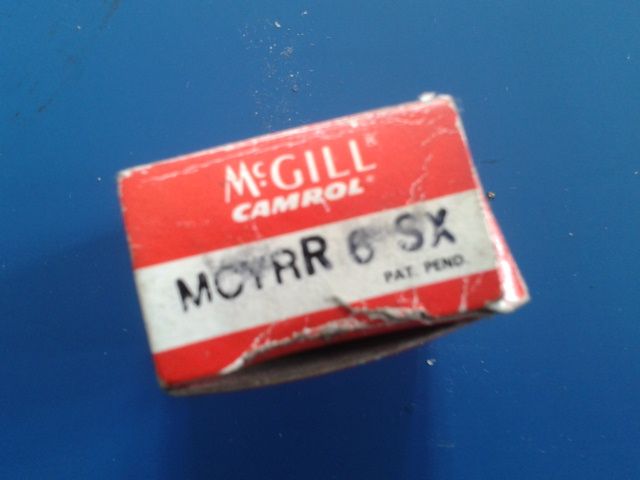 McGILL
CAMROL
MCYRR 6 SX
PAT. PEND.